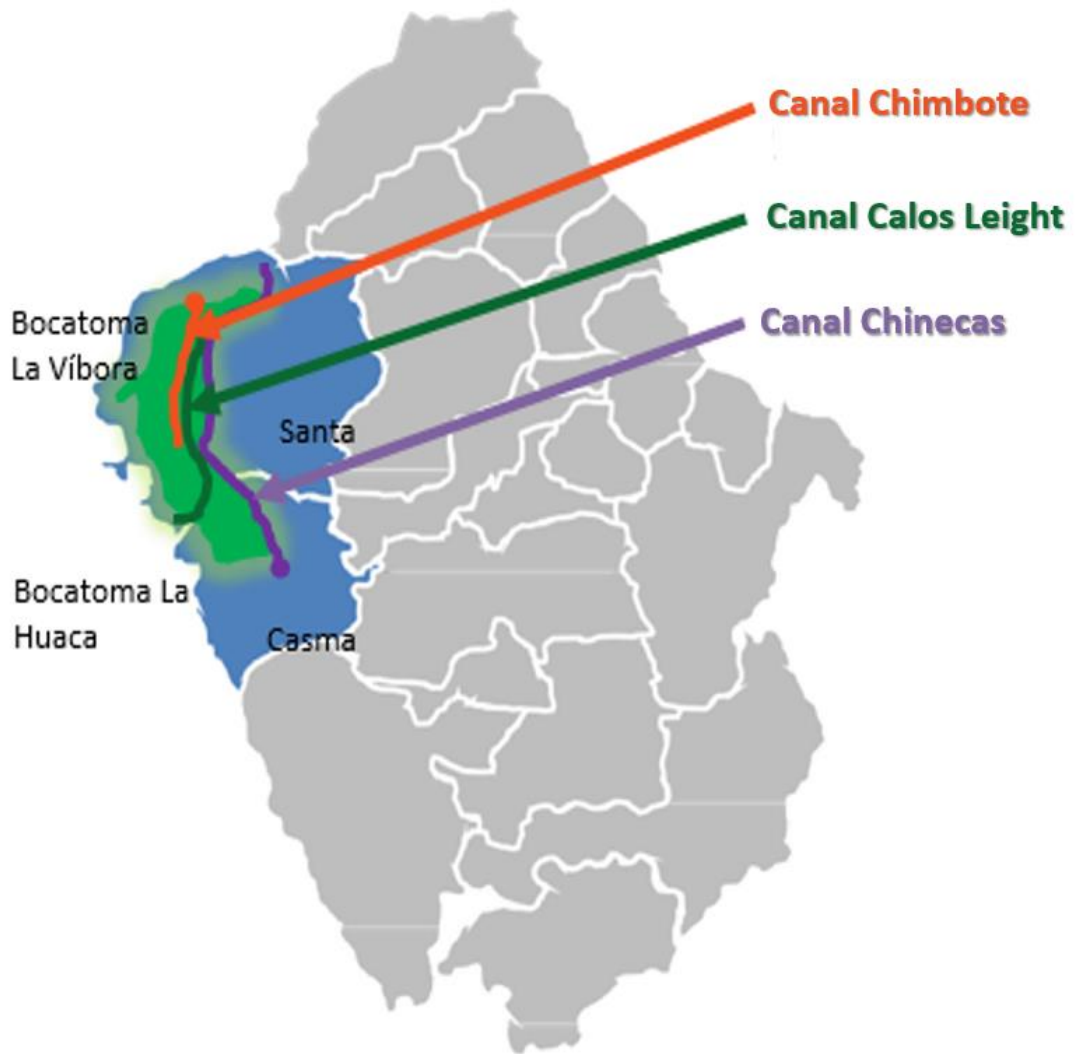 Canal Chimbote
Canal Calos Leight
Canal Chinecas
Bocatoma
La Víbora
Santa
Bocatoma La
Huaca
Casma